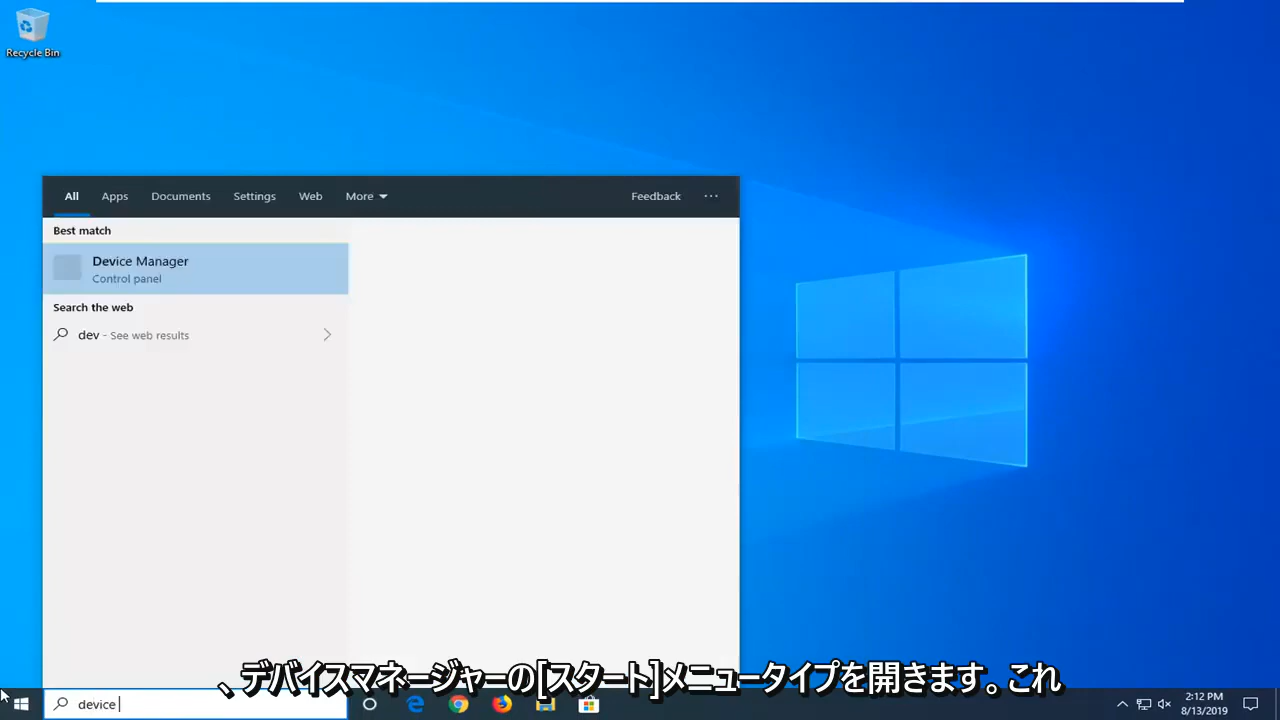 Recycle Bin
All Apps Documents Settings Web More Feedback ···
Best match
Device Manager
Control panel
Search the web
dev - See web results
、デバイスマネージャーの[スタート]メニュータイプを開きます。これ
device
2:12 PM
8/13/2019